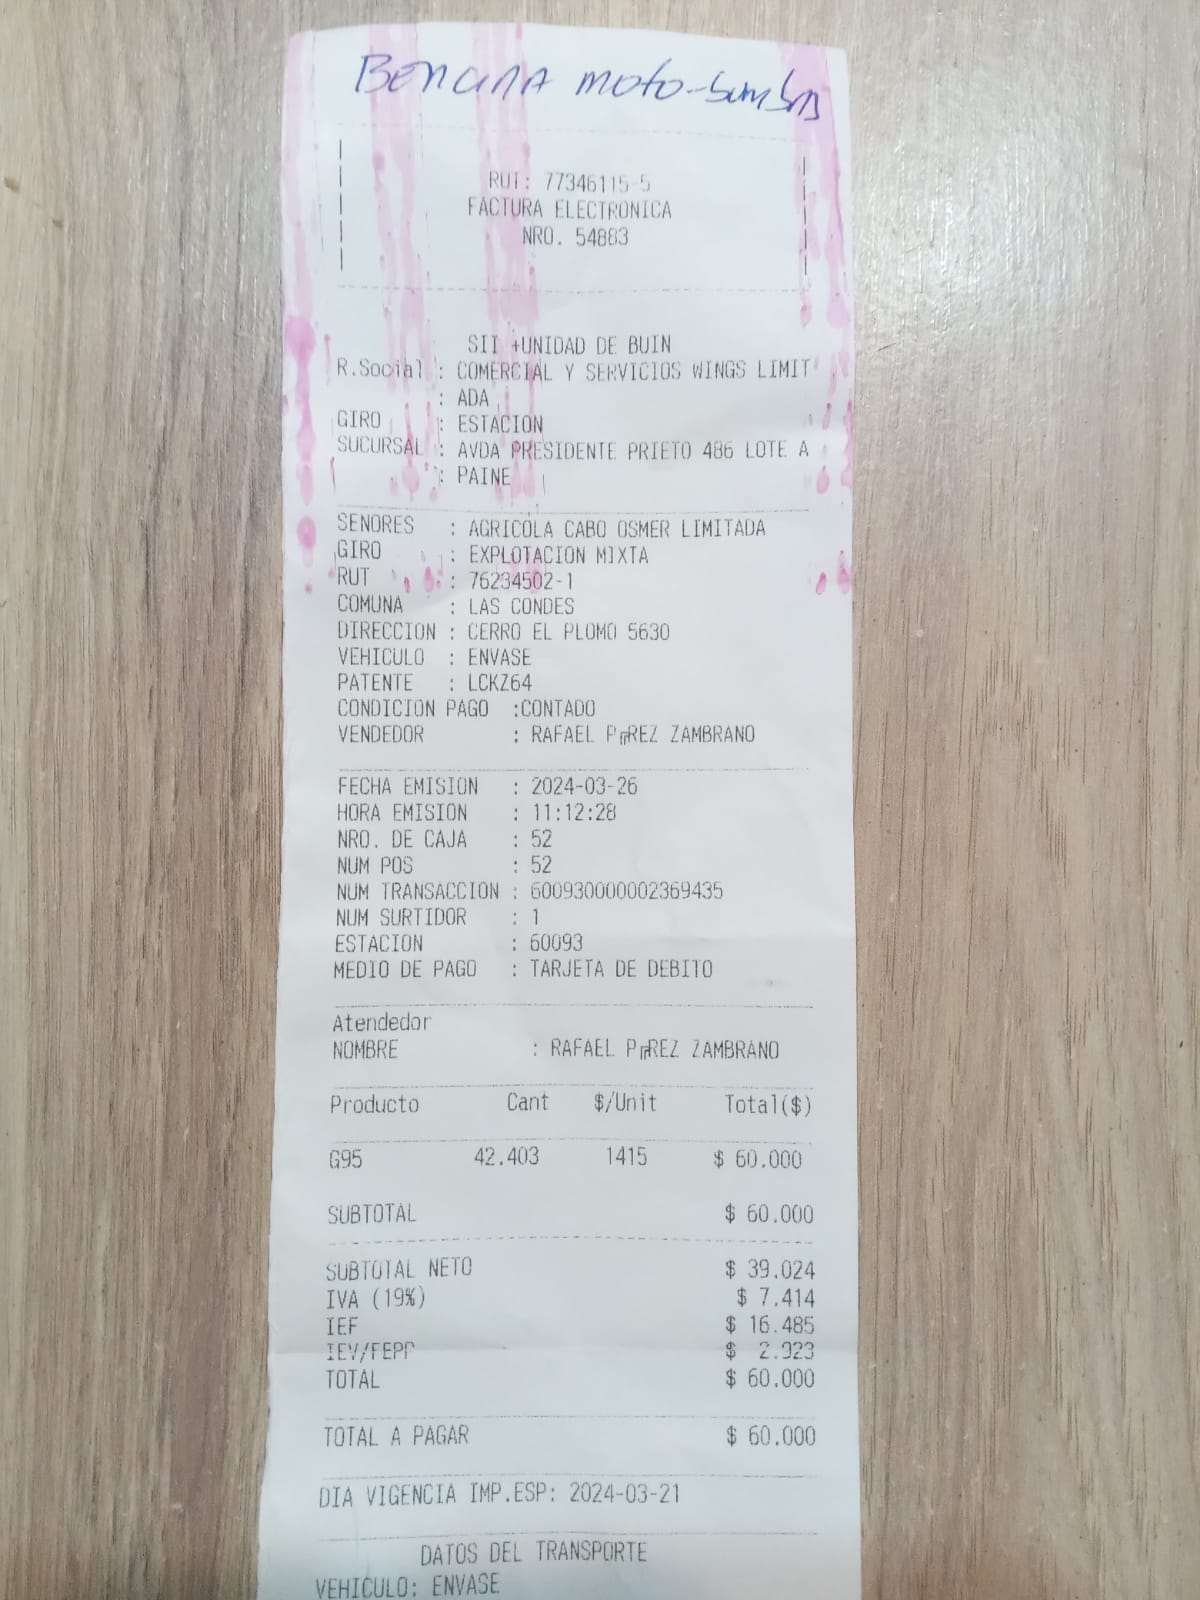 BENCINA moto-bomba
RUT: 77346115-5
FACTURA ELECTRONICA
NRO. 54883
SII +UNIDAD DE BUIN
R.Social : COMERCIAL Y SERVICIOS WINGS LIMIT
: ADA
GIRO : ESTACION
SUCURSAL : AVDA PRESIDENTE PRIETO 486 LOTE A
: PAINE
SENORES : AGRICOLA CABO OSMER LIMITADA
GIRO : EXPLOTACION MIXTA
RUT : 76234502-1
COMUNA : LAS CONDES
DIRECCION : CERRO EL PLOMO 5630
VEHICULO : ENVASE
PATENTE : LCKZ64
CONDICION PAGO :CONTADO
VENDEDOR : RAFAEL P╔REZ ZAMBRANO
FECHA EMISION : 2024-03-26
HORA EMISION : 11:12:28
NRO. DE CAJA : 52
NUM POS : 52
NUM TRANSACCION : 600930000002369435
NUM SURTIDOR : 1
ESTACION : 60093
MEDIO DE PAGO : TARJETA DE DEBITO
Atendedor
NOMBRE : RAFAEL P╔REZ ZAMBRANO
Producto Cant $/Unit Total($)
G95 42.403 1415 $ 60.000
SUBTOTAL $ 60.000
SUBTOTAL NETO $ 39.024
IVA (19%) $ 7.414
IEF $ 16.485
IEV/FEPP $ 2.923
TOTAL $ 60.000
TOTAL A PAGAR $ 60.000
DIA VIGENCIA IMP.ESP: 2024-03-21
DATOS DEL TRANSPORTE
VEHICULO: ENVASE